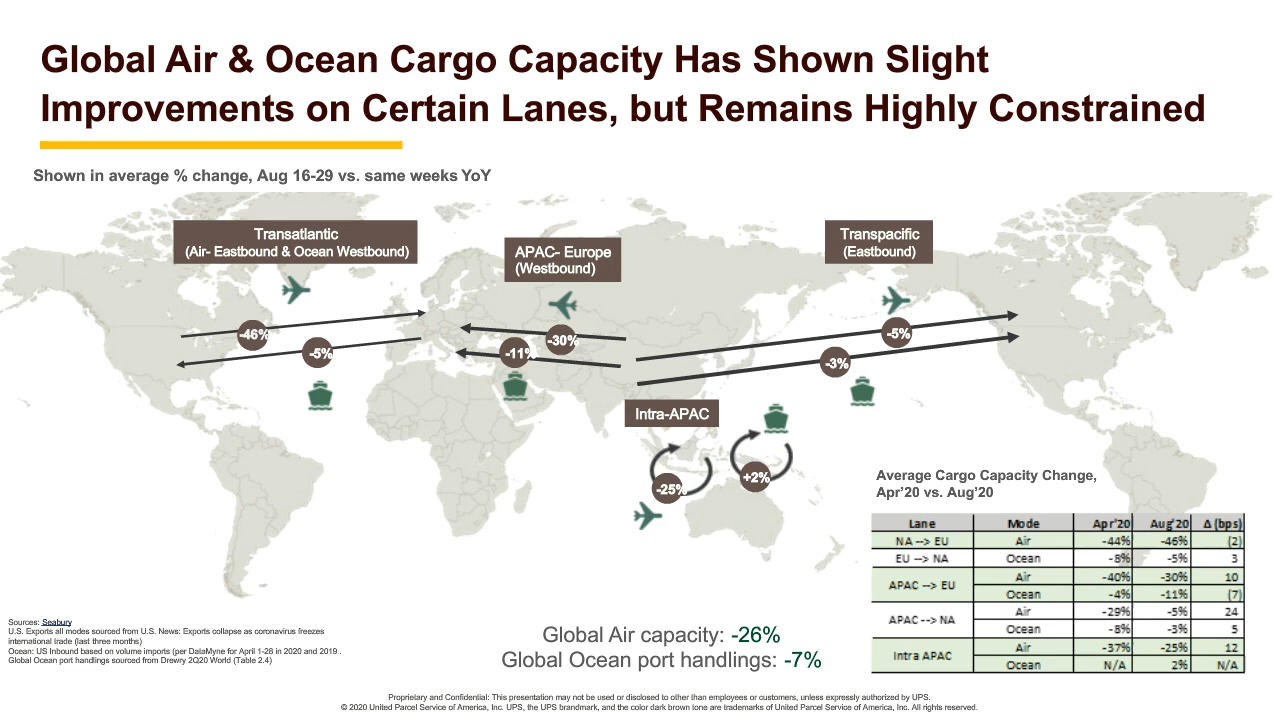 Global Air & Ocean Cargo Capacity Has Shown Slight
Improvements on Certain Lanes, but Remains Highly Constrained
Shown in average % change, Aug 16-29 vs. same weeks YoY
Transatlantic
(Air- Eastbound & Ocean Westbound)
APAC- Europe
(Westbound)
Transpacific
(Eastbound)
-46%
-5%
-30%
-11%
-5%
-3%
Intra-APAC
-25%
+2%
Average Cargo Capacity Change,
Apr'20 vs. Aug'20
Lane Mode Apr'20 Aug'20 Δ (bps)
NA --> EU Air -44% -46% (2)
EU --> NA Ocean -8% -5% 3
APAC --> EU Air -40% -30% 10
Ocean -4% -11% (7)
APAC --> NA Air -29% -5% 24
Ocean -8% -3% 5
Intra APAC Air -37% -25% 12
Ocean N/A 2% N/A
Sources: Seabury
U.S. Exports all modes sourced from U.S. News: Exports collapse as coronavirus freezes
international trade (last three months)
Ocean: US Inbound based on volume imports (per DataMyne for April 1-28 in 2020 and 2019 .
Global Ocean port handlings sourced from Drewry 2Q20 World (Table 2.4)
Global Air capacity: -26%
Global Ocean port handlings: -7%
Proprietary and Confidential: This presentation may not be used or disclosed to other than employees or customers, unless expressly authorized by UPS.
© 2020 United Parcel Service of America, Inc. UPS, the UPS brandmark, and the color dark brown tone are trademarks of United Parcel Service of America, Inc. All rights reserved.